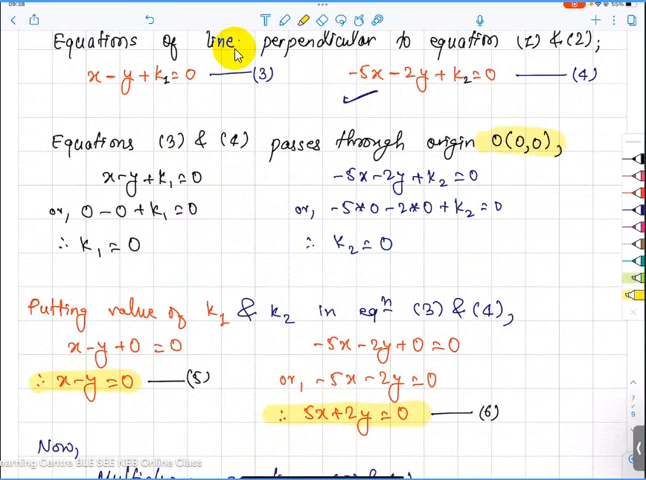 09:38
Equations of line perpendicular to equation (1) & (2);
x - y + k₁ = 0 —— (3) -5x - 2y + k₂ = 0 —— (4)
Equations (3) & (4) passes through origin O(0,0),
x - y + k₁ = 0 -5x - 2y + k₂ = 0
or, 0 - 0 + k₁ = 0 or, -5*0 - 2*0 + k₂ = 0
∴ k₁ = 0 ∴ k₂ = 0
Putting value of k₁ & k₂ in eqⁿ (3) & (4),
x - y + 0 = 0 -5x - 2y + 0 = 0
∴ x - y = 0 —— (5) or, -5x - 2y = 0
∴ 5x + 2y = 0 —— (6)
Now,
Learning Centre BLE SEE NEB Online Class